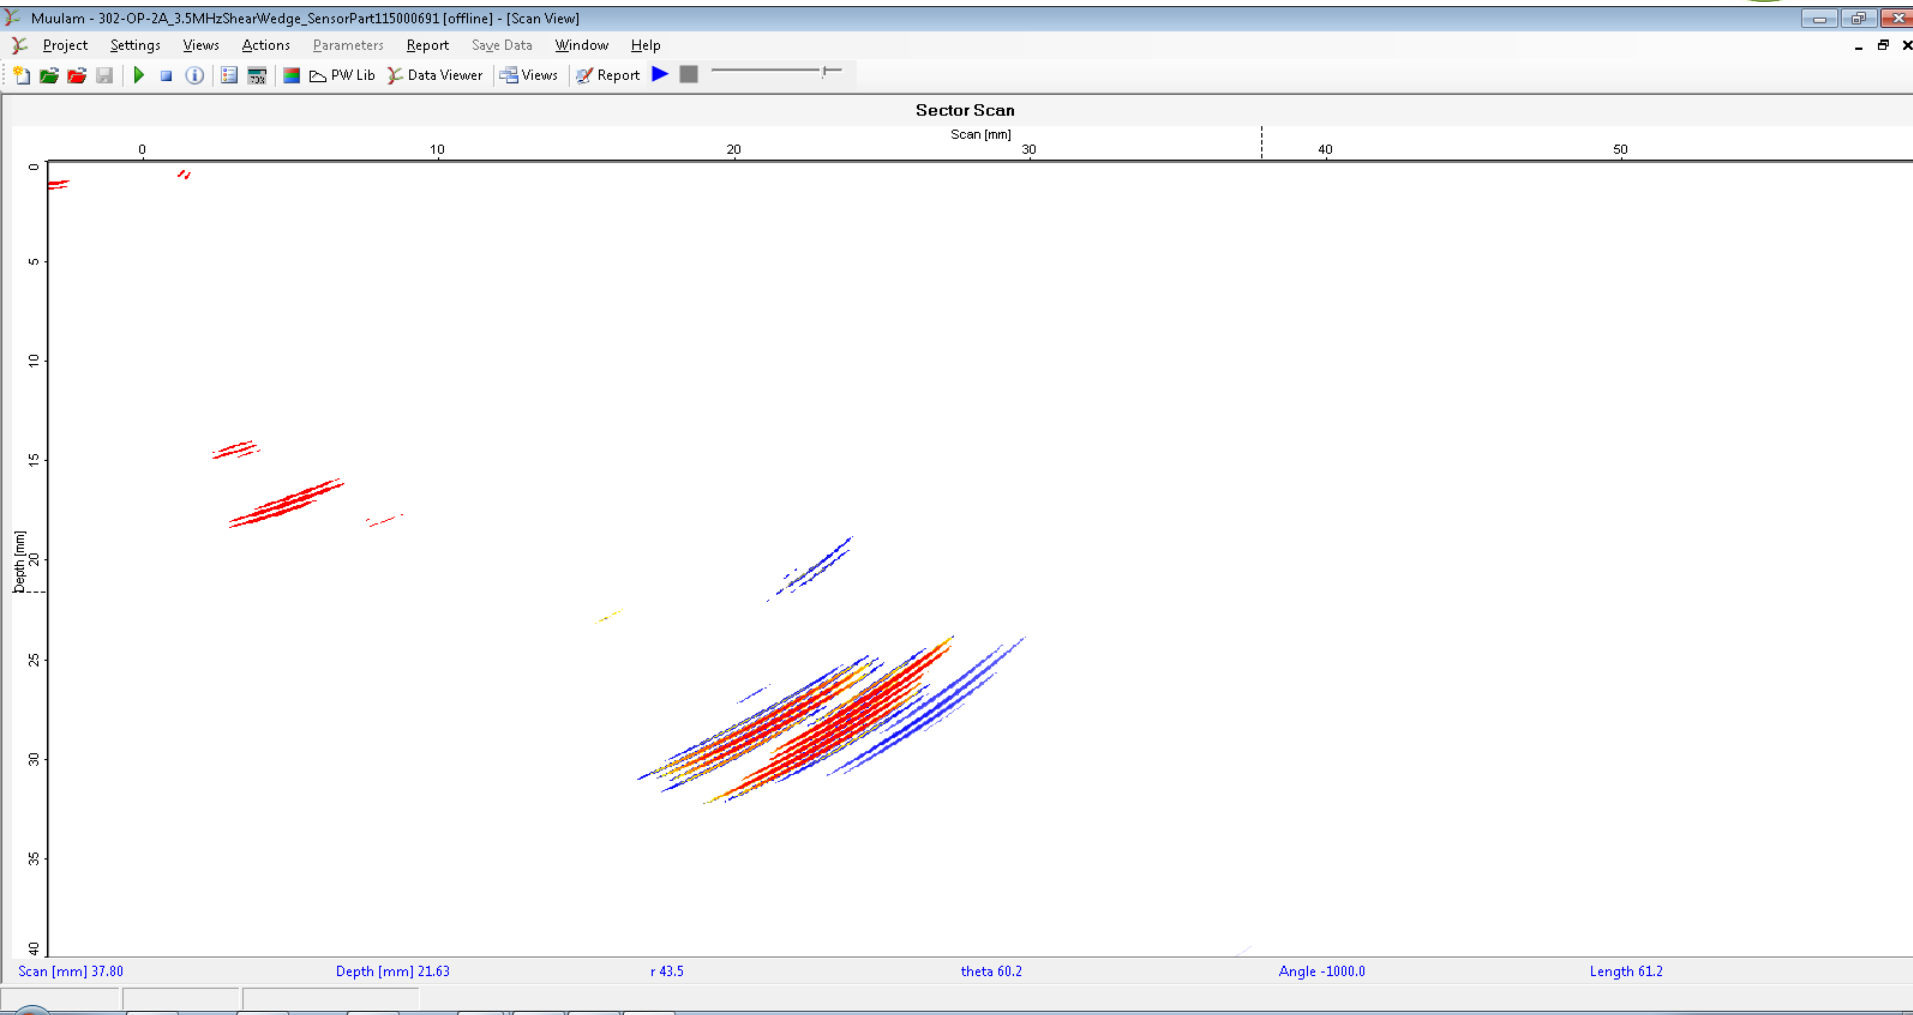 Muulam - 302-OP-2A_3.5MHzShearWedge_SensorPart115000691 [offline] - [Scan View]
Project Settings Views Actions Parameters Report Save Data Window Help
PW Lib Data Viewer Views Report
Sector Scan
Scan [mm]
0 10 20 30 40 50
0
5
10
15
20
25
30
35
40
Depth [mm]
Scan [mm] 37.80 Depth [mm] 21.63 r 43.5 theta 60.2 Angle -1000.0 Length 61.2